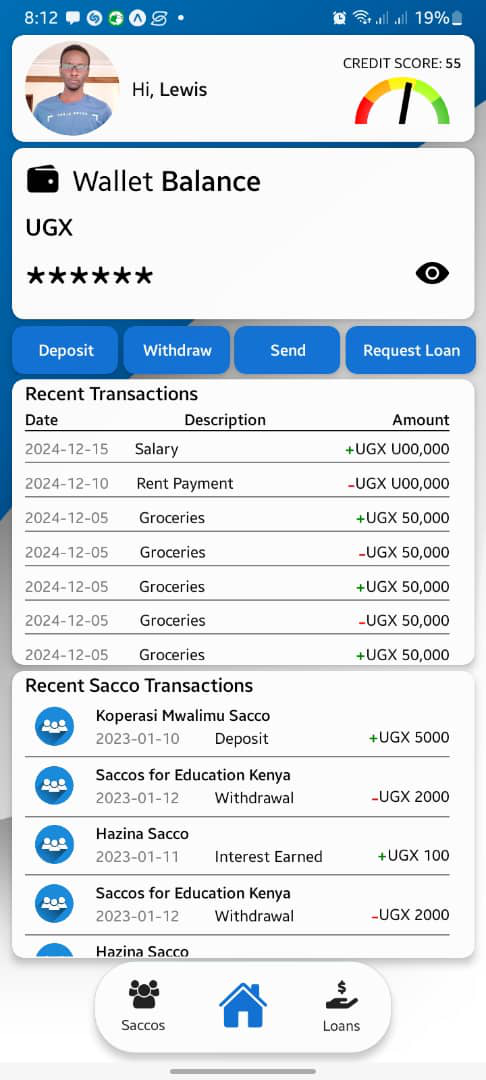 8:12
19%
CREDIT SCORE: 55
Hi, Lewis
Wallet Balance
UGX
******
Deposit Withdraw Send Request Loan
Recent Transactions
Date Description Amount
2024-12-15 Salary +UGX U00,000
2024-12-10 Rent Payment -UGX U00,000
2024-12-05 Groceries +UGX 50,000
2024-12-05 Groceries -UGX 50,000
2024-12-05 Groceries +UGX 50,000
2024-12-05 Groceries -UGX 50,000
2024-12-05 Groceries +UGX 50,000
Recent Sacco Transactions
Koperasi Mwalimu Sacco
2023-01-10 Deposit +UGX 5000
Saccos for Education Kenya
2023-01-12 Withdrawal -UGX 2000
Hazina Sacco
2023-01-11 Interest Earned +UGX 100
Saccos for Education Kenya
2023-01-12 Withdrawal -UGX 2000
Hazina Sacco
$
Saccos Loans